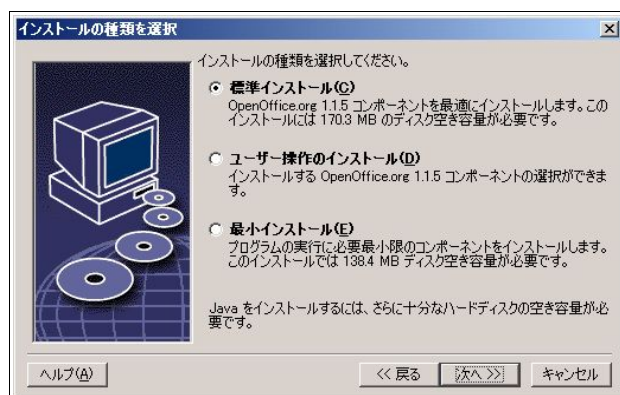 インストールの種類を選択
インストールの種類を選択してください。
標準インストール(C)
OpenOffice.org 1.1.5 コンポーネントを最適にインストールします。この
インストールには 170.3 MB のディスク空き容量が必要です。
ユーザー操作のインストール(D)
インストールする OpenOffice.org 1.1.5 コンポーネントの選択ができま
す。
最小インストール(E)
プログラムの実行に必要最小限のコンポーネントをインストールします。
このインストールでは 138.4 MB ディスク空き容量が必要です。
Java をインストールするには、さらに十分なハードディスクの空き容量が必
要です。
ヘルプ(A)
<< 戻る
次へ >>
キャンセル